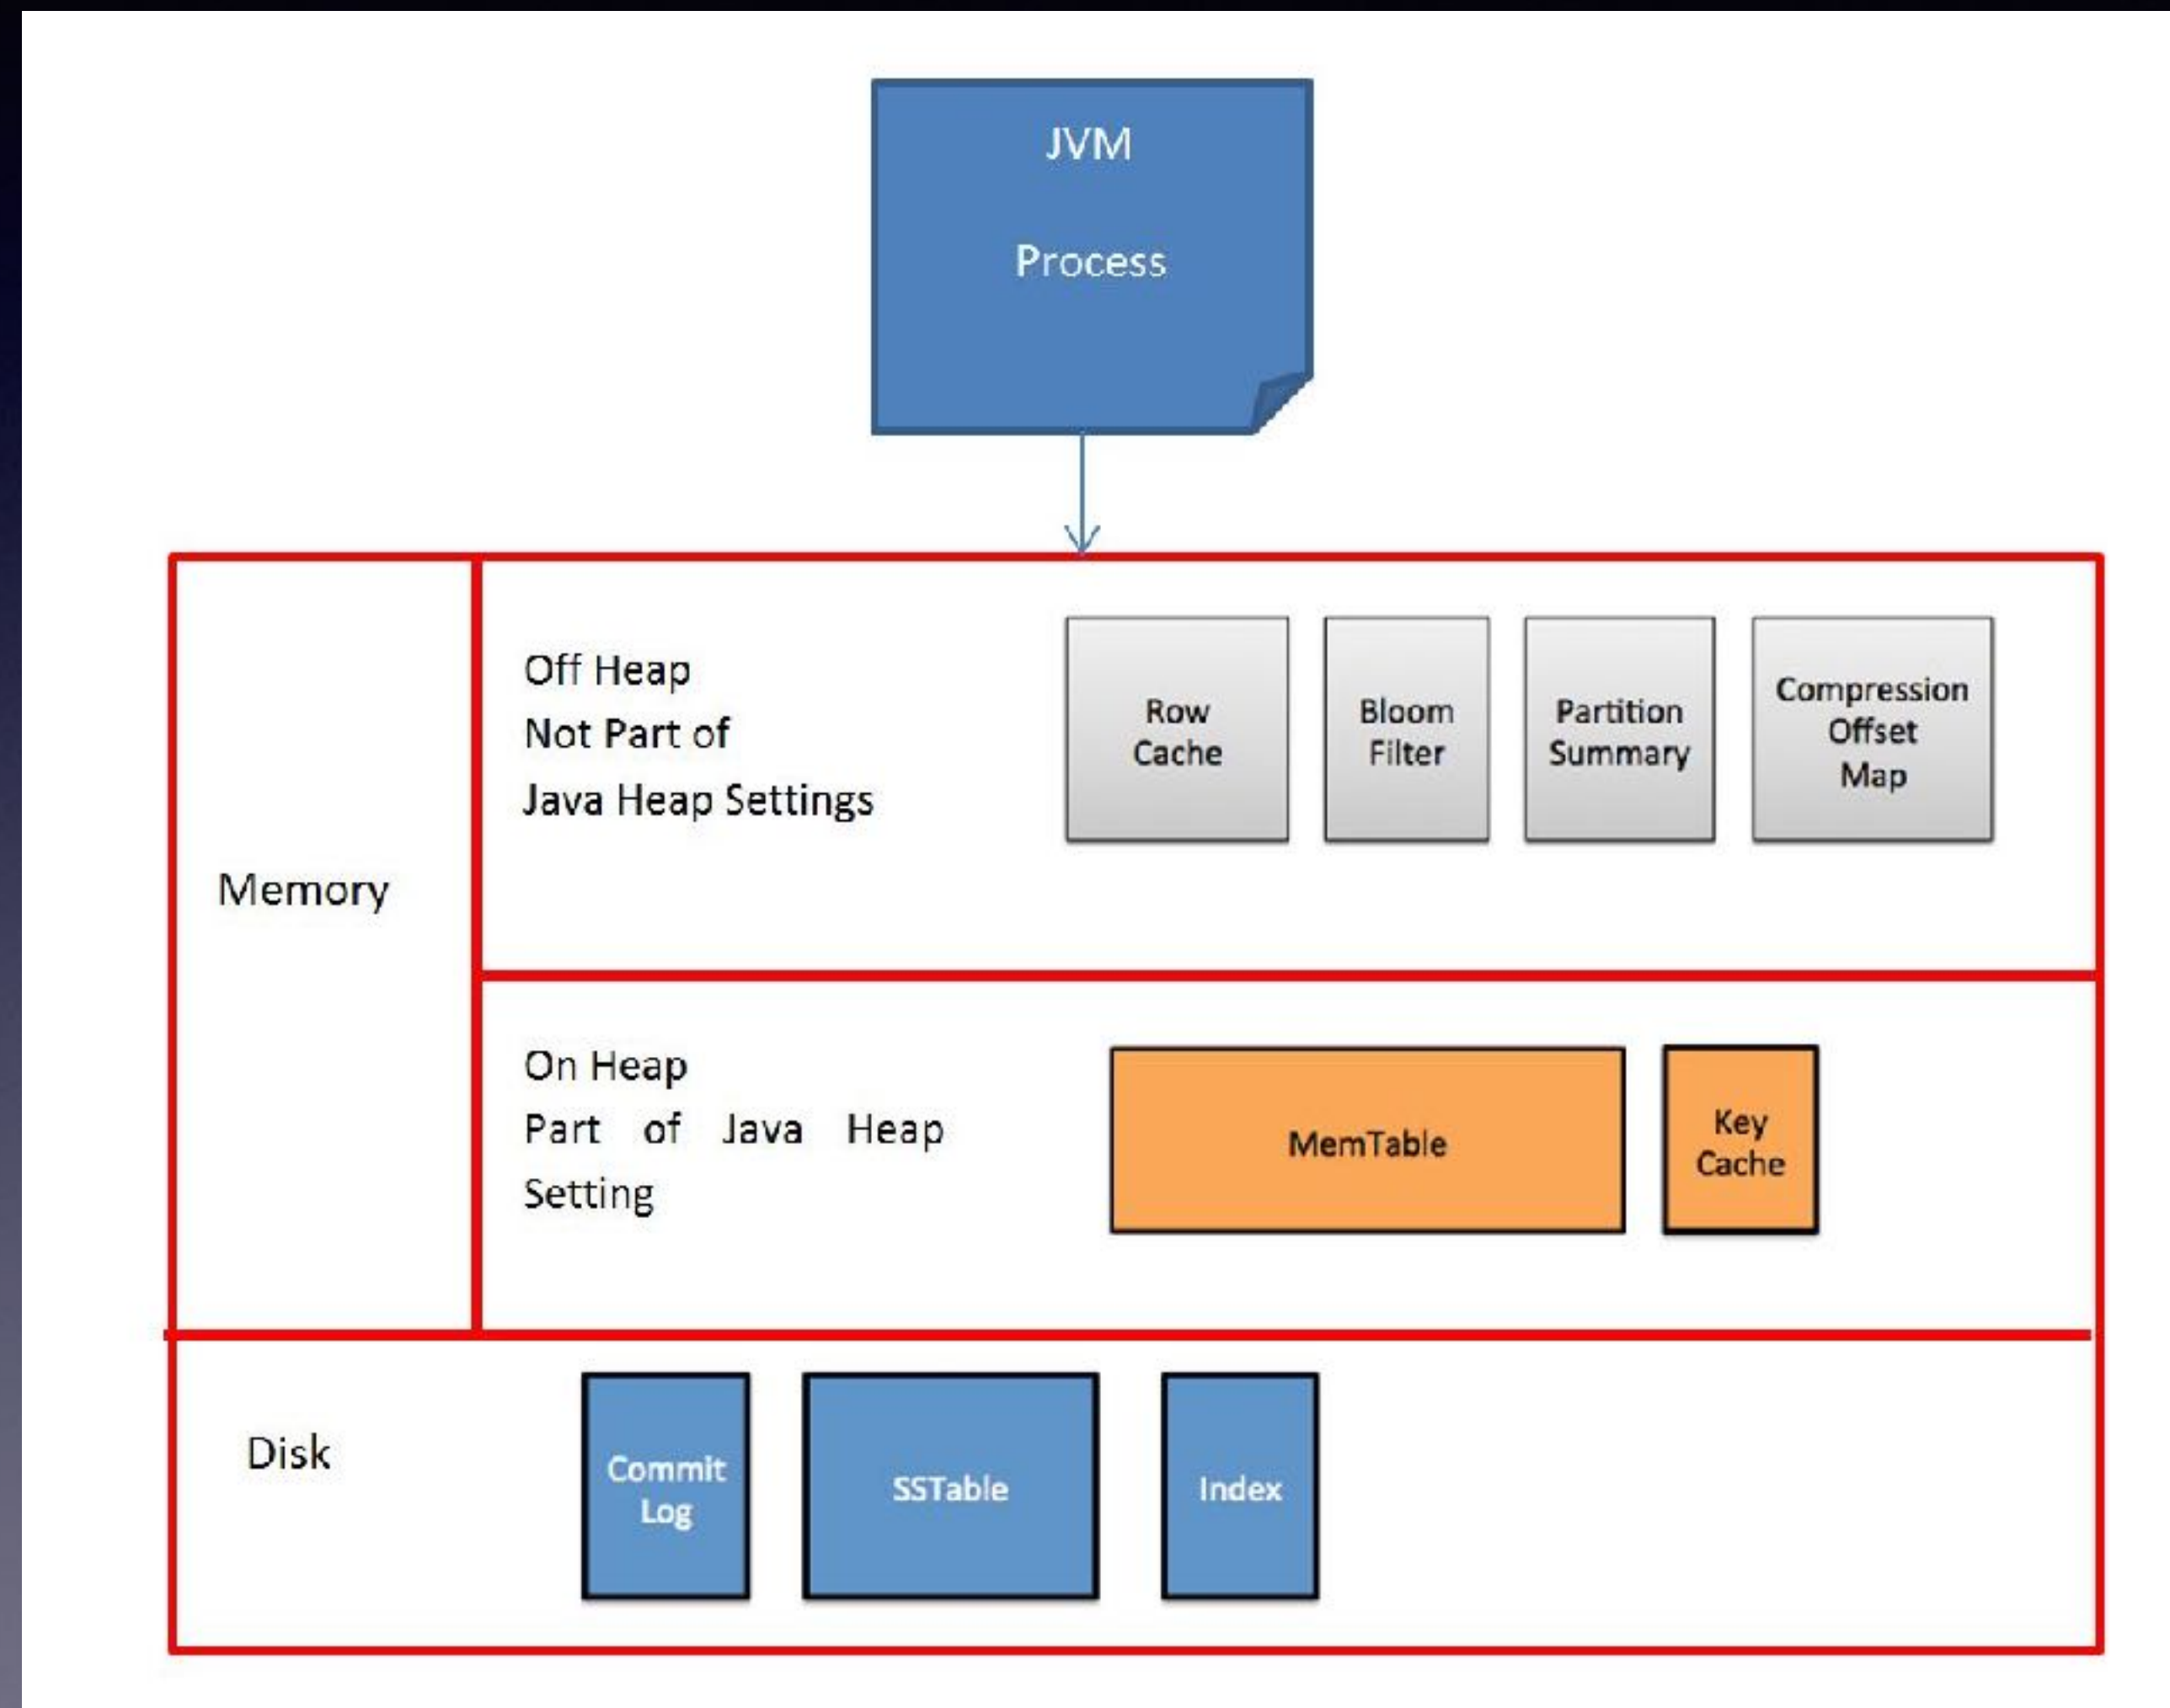 JVM
Process
Memory
Off Heap
Not Part of
Java Heap Settings
Row
Cache
Bloom
Filter
Partition
Summary
Compression
Offset
Map
On Heap
Part of Java Heap
Setting
MemTable
Key
Cache
Disk
Commit
Log
SSTable
Index